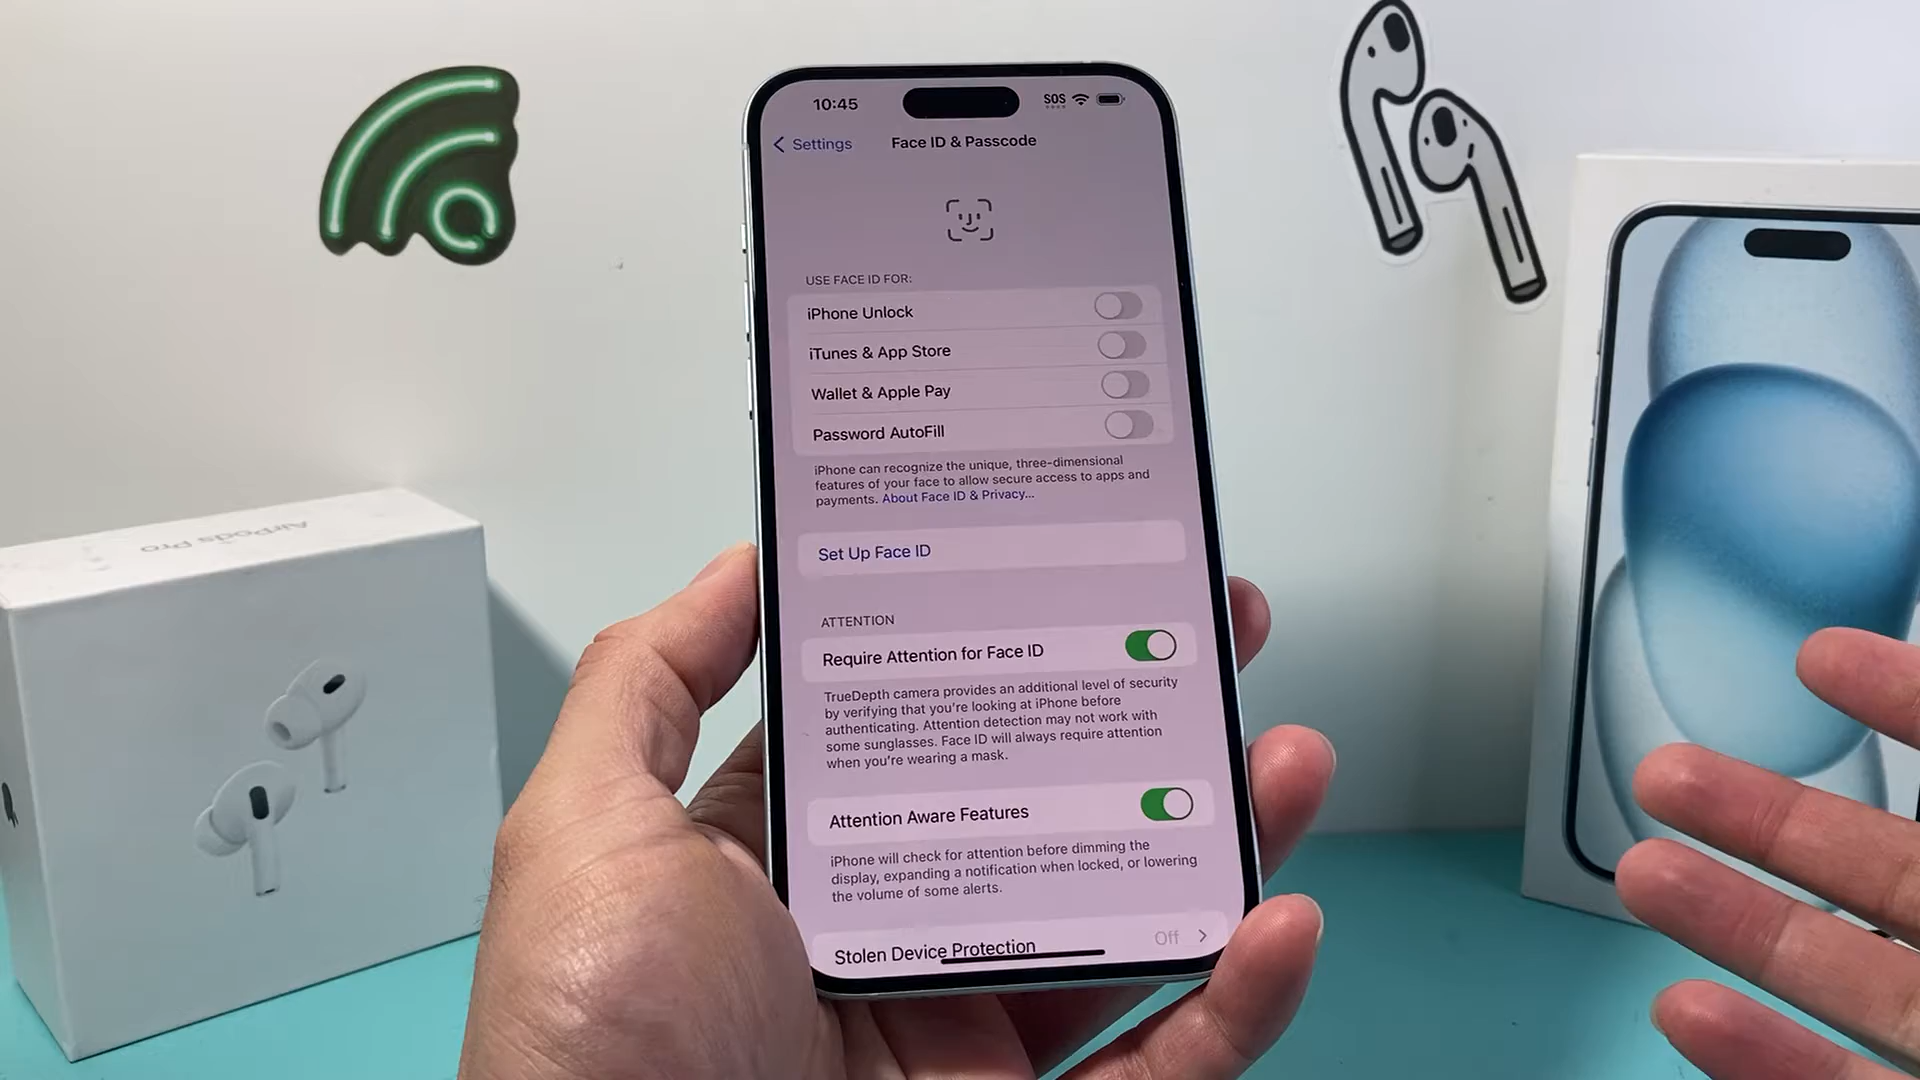 10:45
SOS
Settings
Face ID & Passcode
USE FACE ID FOR:
iPhone Unlock
iTunes & App Store
Wallet & Apple Pay
Password AutoFill
iPhone can recognize the unique, three-dimensional
features of your face to allow secure access to apps and
payments. About Face ID & Privacy...
Set Up Face ID
ATTENTION
Require Attention for Face ID
TrueDepth camera provides an additional level of security
by verifying that you're looking at iPhone before
authenticating. Attention detection may not work with
some sunglasses. Face ID will always require attention
when you're wearing a mask.
Attention Aware Features
iPhone will check for attention before dimming the
display, expanding a notification when locked, or lowering
the volume of some alerts.
Stolen Device Protection
Off
AirPods Pro